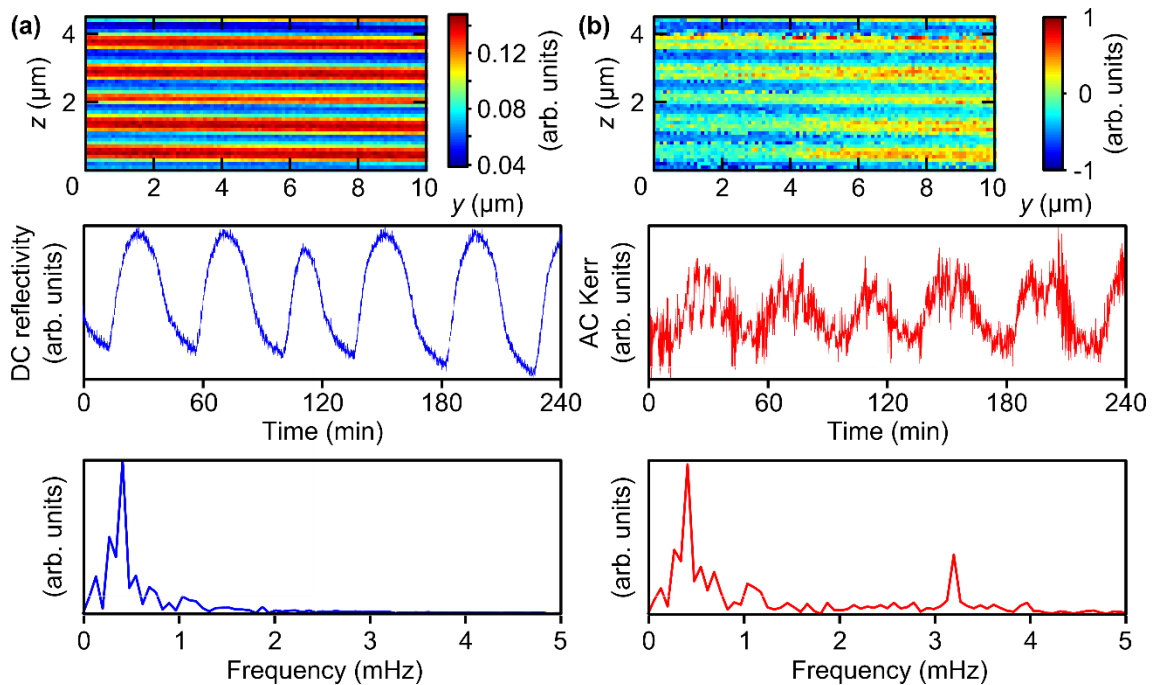 (a)
4
2
0
z (µm)
0
2
4
6
8
10
y (µm)
0.12
0.08
0.04
(arb. units)
(b)
4
2
z (µm)
0
2
4
6
8
10
y (µm)
1
0
-1
(arb. units)
DC reflectivity
(arb. units)
0
60
120
180
240
Time (min)
AC Kerr
(arb. units)
0
60
120
180
240
Time (min)
(arb. units)
0
1
2
3
4
5
Frequency (mHz)
(arb. units)
0
1
2
3
4
5
Frequency (mHz)